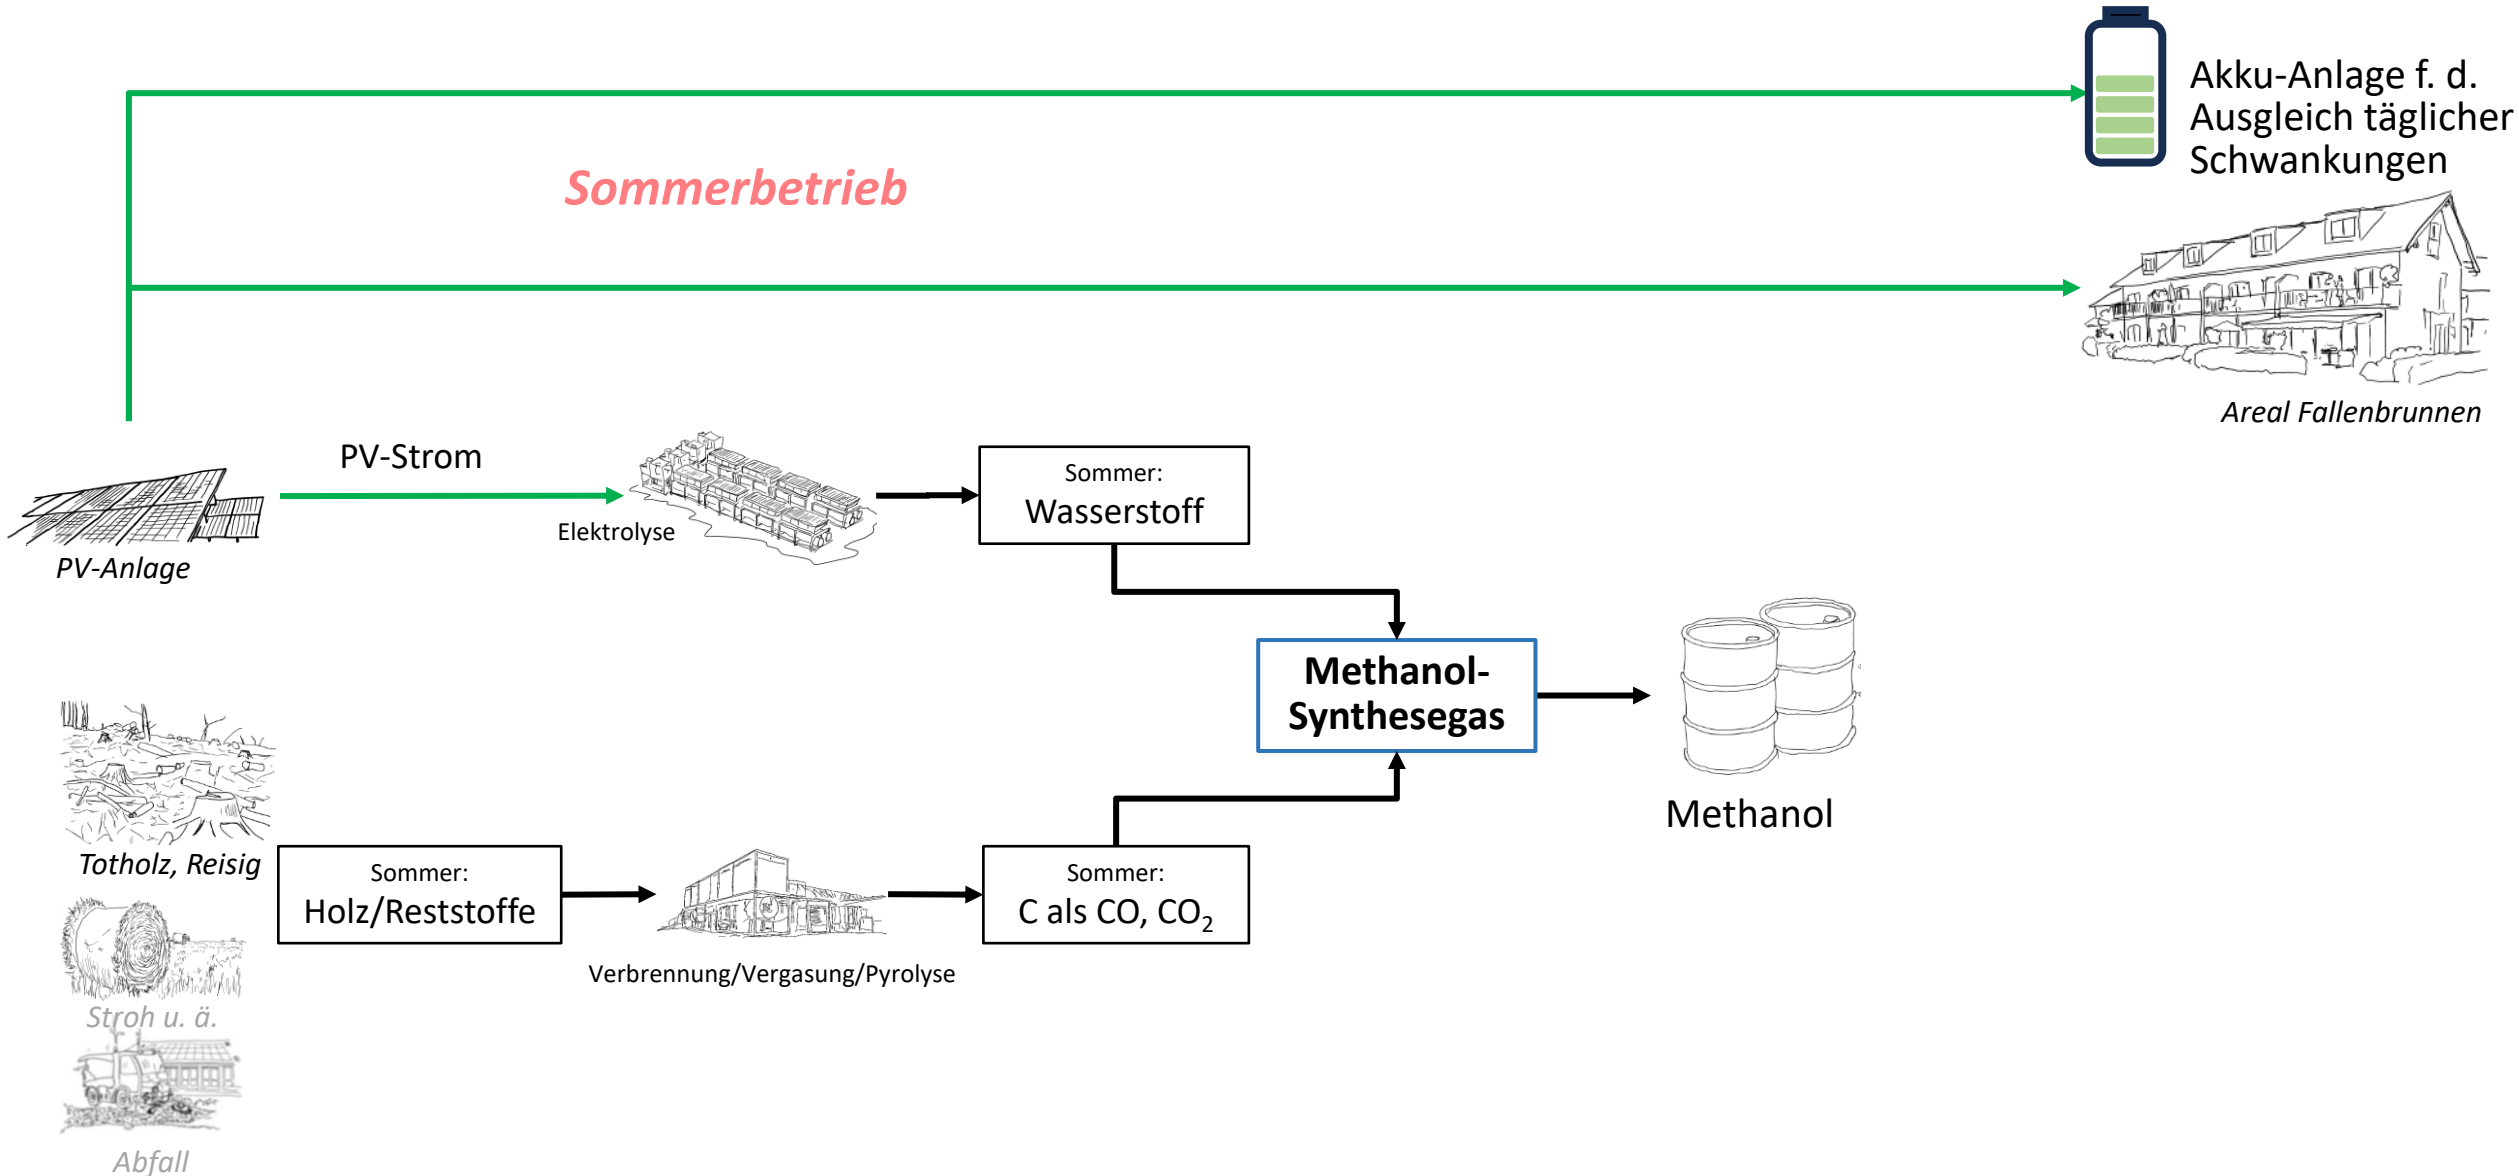 Akku-Anlage f. d.
Ausgleich täglicher
Schwankungen
Sommerbetrieb
Areal Fallenbrunnen
PV-Strom
Sommer:
Wasserstoff
Elektrolyse
PV-Anlage
Methanol-
Synthesegas
Methanol
Totholz, Reisig
Sommer:
Holz/Reststoffe
Sommer:
C als CO, CO₂
Verbrennung/Vergasung/Pyrolyse
Stroh u. ä.
Abfall